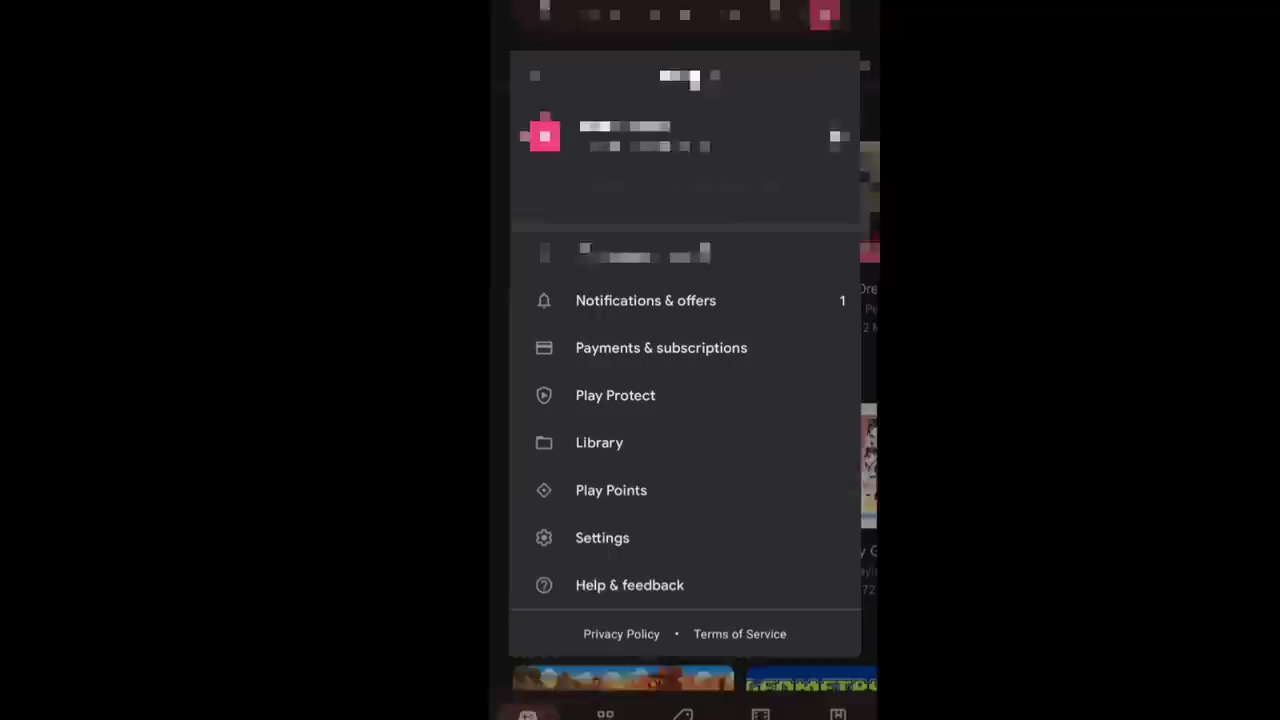 Notifications & offers 1
Payments & subscriptions
Play Protect
Library
Play Points
Settings
Help & feedback
Privacy Policy • Terms of Service